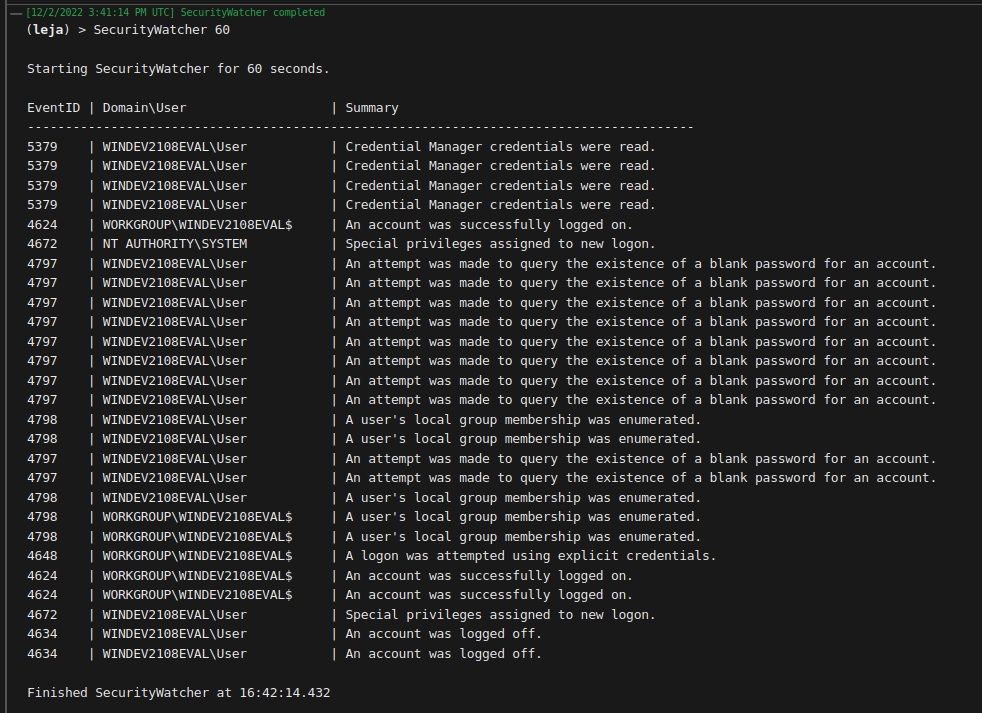 [12/2/2022 3:41:14 PM UTC] SecurityWatcher completed
(leja) > SecurityWatcher 60
Starting SecurityWatcher for 60 seconds.
EventID | Domain\User | Summary
----------------------------------------------------------------------------------------
5379 | WINDEV2108EVAL\User | Credential Manager credentials were read.
5379 | WINDEV2108EVAL\User | Credential Manager credentials were read.
5379 | WINDEV2108EVAL\User | Credential Manager credentials were read.
5379 | WINDEV2108EVAL\User | Credential Manager credentials were read.
4624 | WORKGROUP\WINDEV2108EVAL$ | An account was successfully logged on.
4672 | NT AUTHORITY\SYSTEM | Special privileges assigned to new logon.
4797 | WINDEV2108EVAL\User | An attempt was made to query the existence of a blank password for an account.
4797 | WINDEV2108EVAL\User | An attempt was made to query the existence of a blank password for an account.
4797 | WINDEV2108EVAL\User | An attempt was made to query the existence of a blank password for an account.
4797 | WINDEV2108EVAL\User | An attempt was made to query the existence of a blank password for an account.
4797 | WINDEV2108EVAL\User | An attempt was made to query the existence of a blank password for an account.
4797 | WINDEV2108EVAL\User | An attempt was made to query the existence of a blank password for an account.
4797 | WINDEV2108EVAL\User | An attempt was made to query the existence of a blank password for an account.
4797 | WINDEV2108EVAL\User | An attempt was made to query the existence of a blank password for an account.
4798 | WINDEV2108EVAL\User | A user's local group membership was enumerated.
4798 | WINDEV2108EVAL\User | A user's local group membership was enumerated.
4797 | WINDEV2108EVAL\User | An attempt was made to query the existence of a blank password for an account.
4797 | WINDEV2108EVAL\User | An attempt was made to query the existence of a blank password for an account.
4798 | WINDEV2108EVAL\User | A user's local group membership was enumerated.
4798 | WORKGROUP\WINDEV2108EVAL$ | A user's local group membership was enumerated.
4798 | WORKGROUP\WINDEV2108EVAL$ | A user's local group membership was enumerated.
4648 | WORKGROUP\WINDEV2108EVAL$ | A logon was attempted using explicit credentials.
4624 | WORKGROUP\WINDEV2108EVAL$ | An account was successfully logged on.
4624 | WORKGROUP\WINDEV2108EVAL$ | An account was successfully logged on.
4672 | WINDEV2108EVAL\User | Special privileges assigned to new logon.
4634 | WINDEV2108EVAL\User | An account was logged off.
4634 | WINDEV2108EVAL\User | An account was logged off.
Finished SecurityWatcher at 16:42:14.432